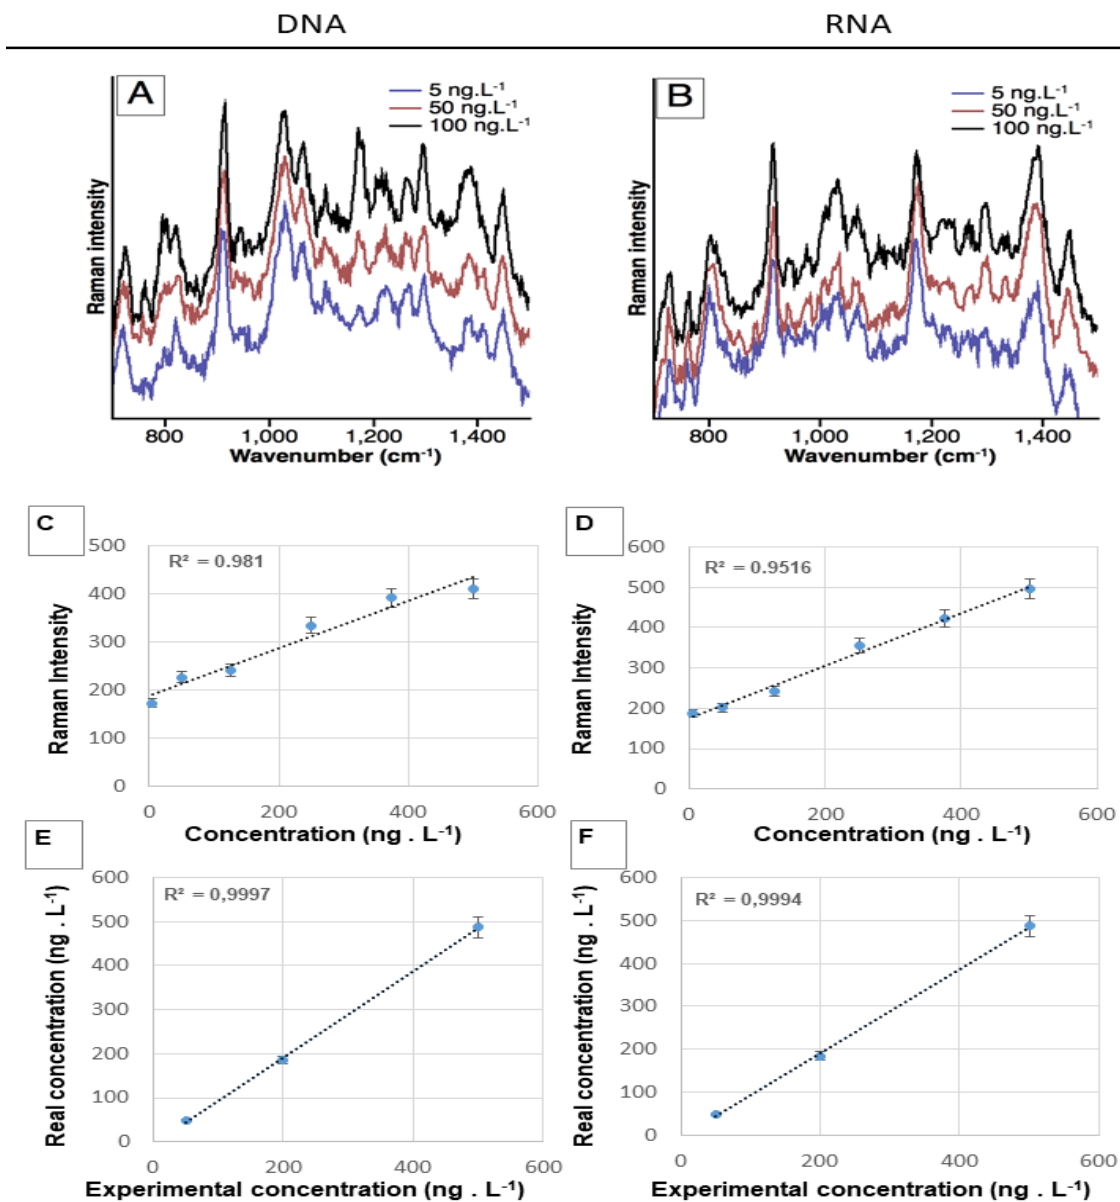 DNA
RNA
A
5 ng.L⁻¹
50 ng.L⁻¹
100 ng.L⁻¹
Raman intensity
800
1,000
1,200
1,400
Wavenumber (cm⁻¹)
B
5 ng.L⁻¹
50 ng.L⁻¹
100 ng.L⁻¹
Raman intensity
800
1,000
1,200
1,400
Wavenumber (cm⁻¹)
C
R² = 0.981
500
400
300
200
100
0
Raman Intensity
0
200
400
600
Concentration (ng . L⁻¹)
D
R² = 0.9516
600
500
400
300
200
100
0
Raman Intensity
0
200
400
600
Concentration (ng . L⁻¹)
E
R² = 0,9997
600
500
400
300
200
100
0
Real concentration (ng . L⁻¹)
0
200
400
600
Experimental concentration (ng . L⁻¹)
F
R² = 0,9994
600
500
400
300
200
100
0
Real concentration (ng . L⁻¹)
0
200
400
600
Experimental concentration (ng . L⁻¹)